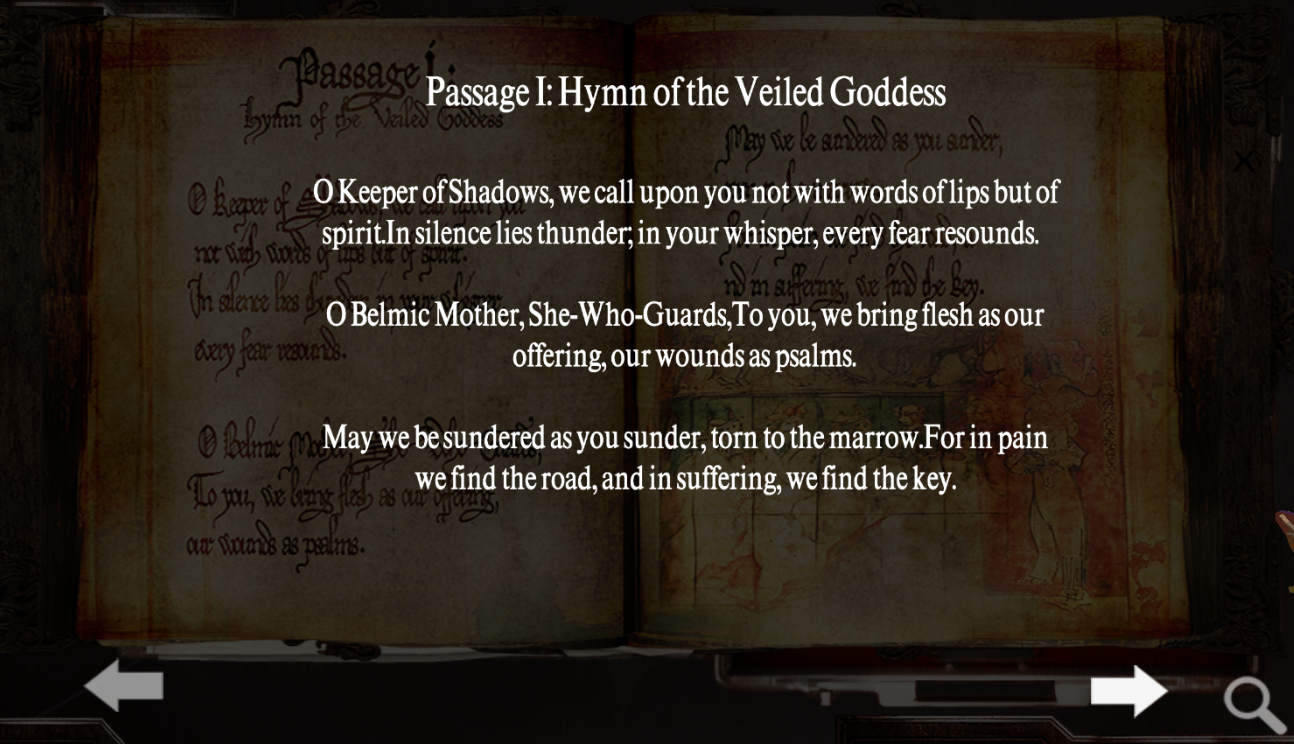 Passage I: Hymn of the Veiled Goddess
O Keeper of Shadows, we call upon you not with words of lips but of
spirit.In silence lies thunder; in your whisper, every fear resounds.
O Belmic Mother, She-Who-Guards,To you, we bring flesh as our
offering, our wounds as psalms.
May we be sundered as you sunder, torn to the marrow.For in pain
we find the road, and in suffering, we find the key.
Passage I:
Hymn of the Veiled Goddess
O Keeper of Shadows, we call upon you
not with words of lips but of spirit.
In silence lies thunder; in your whisper,
every fear resounds.
O Belmic Mother, She-Who-Guards,
To you, we bring flesh as our offering,
our wounds as psalms.
May we be sundered as you sunder,
nd in suffering, we find the key.